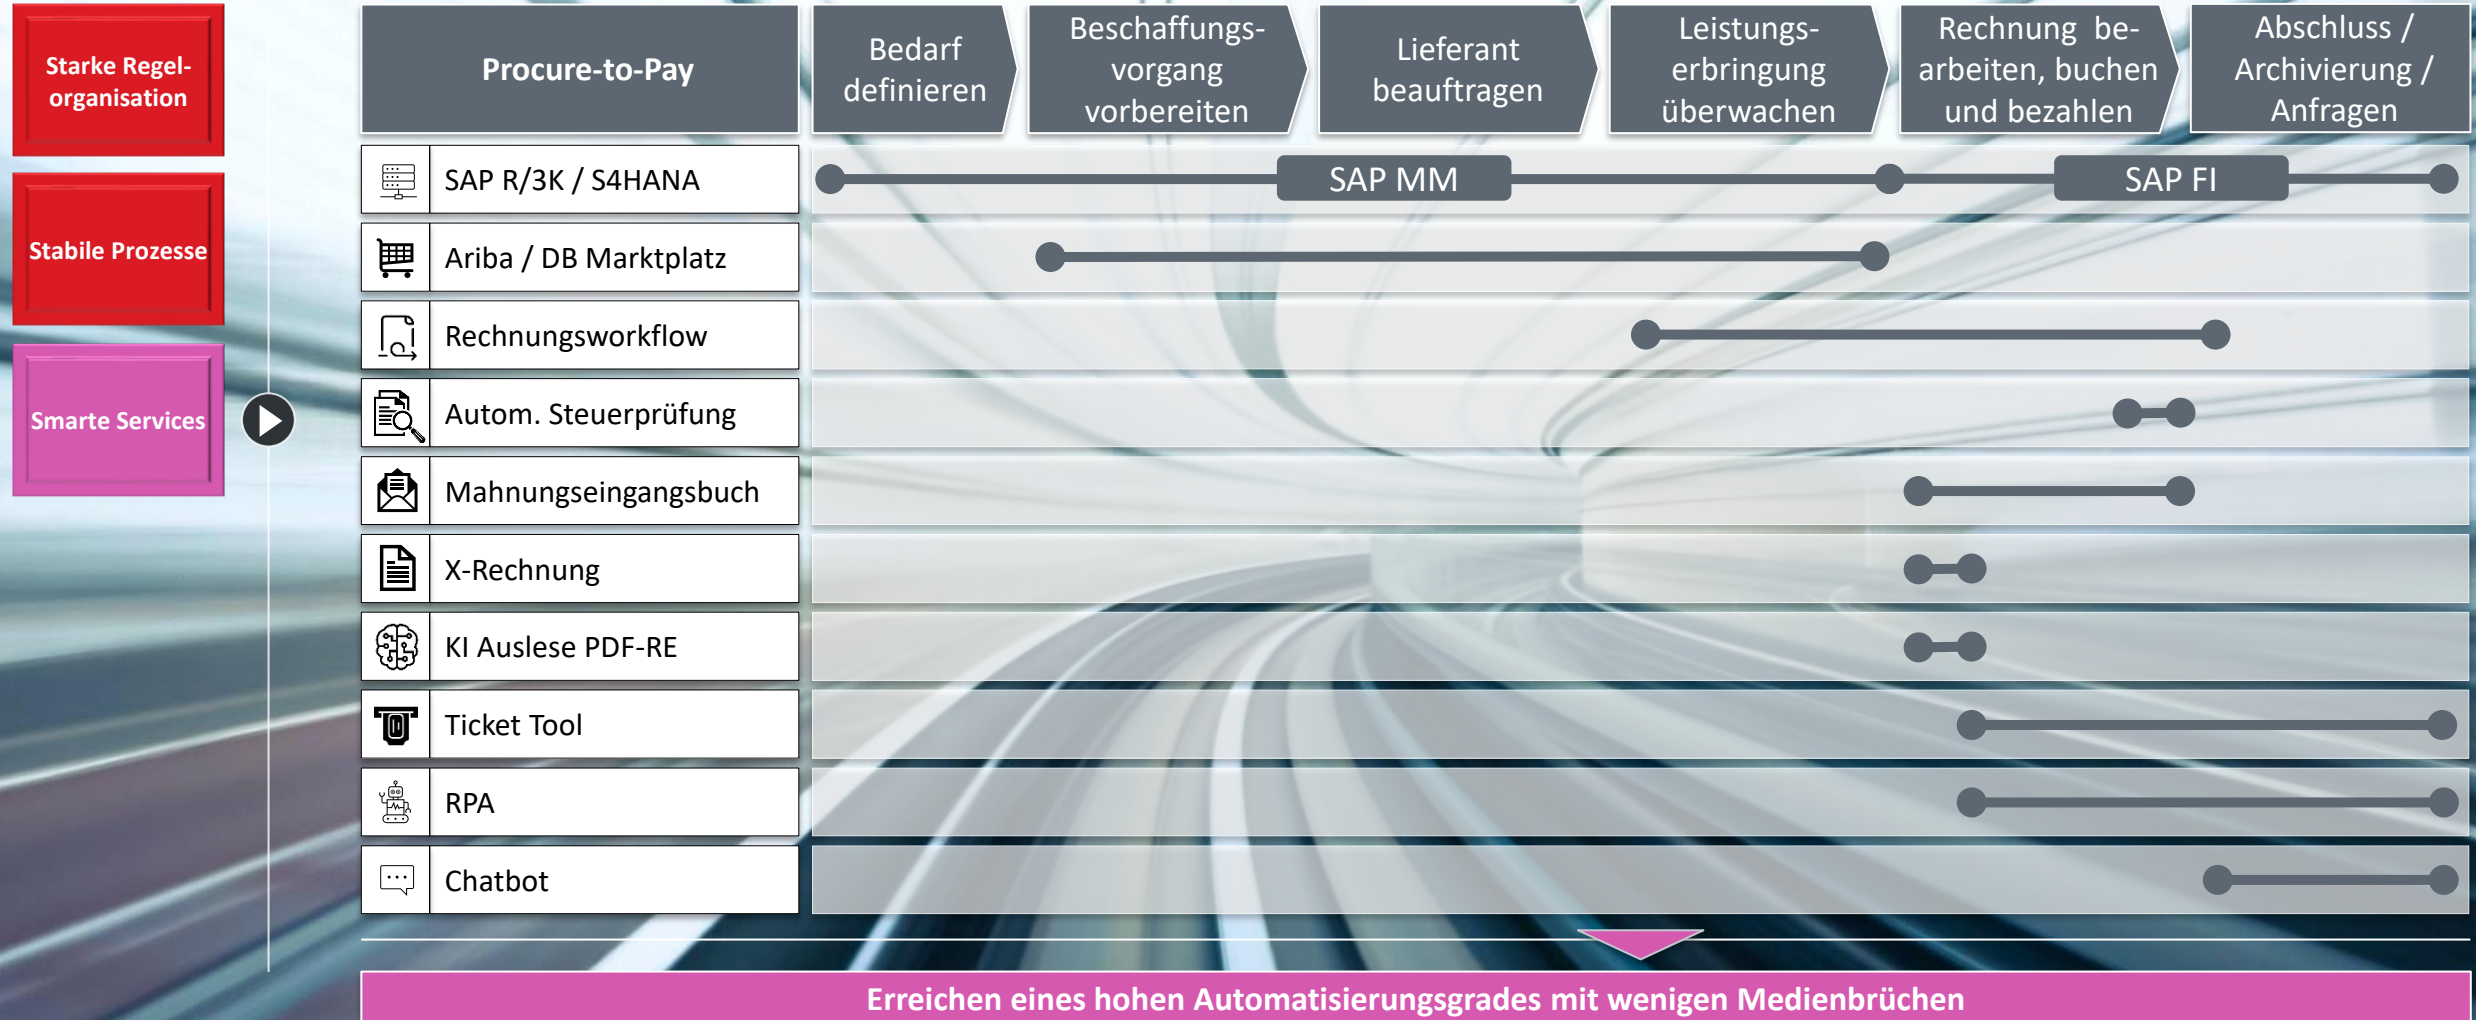 Starke Regel-
organisation
Stabile Prozesse
Smarte Services
Procure-to-Pay
Bedarf
definieren
Beschaffungs-
vorgang
vorbereiten
Lieferant
beauftragen
Leistungs-
erbringung
überwachen
Rechnung be-
arbeiten, buchen
und bezahlen
Abschluss /
Archivierung /
Anfragen
SAP R/3K / S4HANA
SAP MM
SAP FI
Ariba / DB Marktplatz
Rechnungsworkflow
Autom. Steuerprüfung
Mahnungseingangsbuch
X-Rechnung
KI Auslese PDF-RE
Ticket Tool
RPA
Chatbot
Erreichen eines hohen Automatisierungsgrades mit wenigen Medienbrüchen